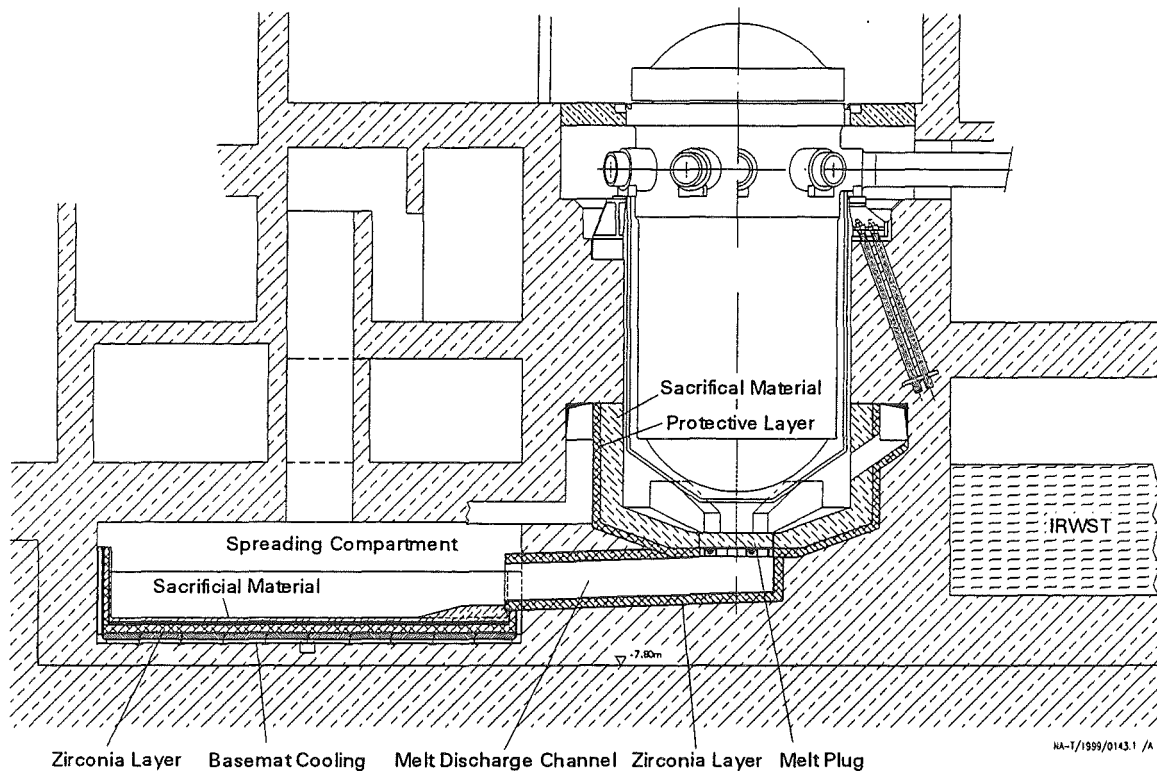 Sacrifical Material
Protective Layer
IRWST
Spreading Compartment
Sacrificial Material
-7.80m
Zirconia Layer
Basemat Cooling
Melt Discharge Channel
Zirconia Layer
Melt Plug
NA-T/1999/0143.1 /A